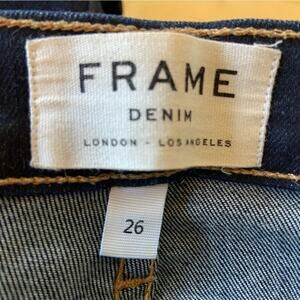 FRAME
DENIM
LONDON - LOS ANGELES
26